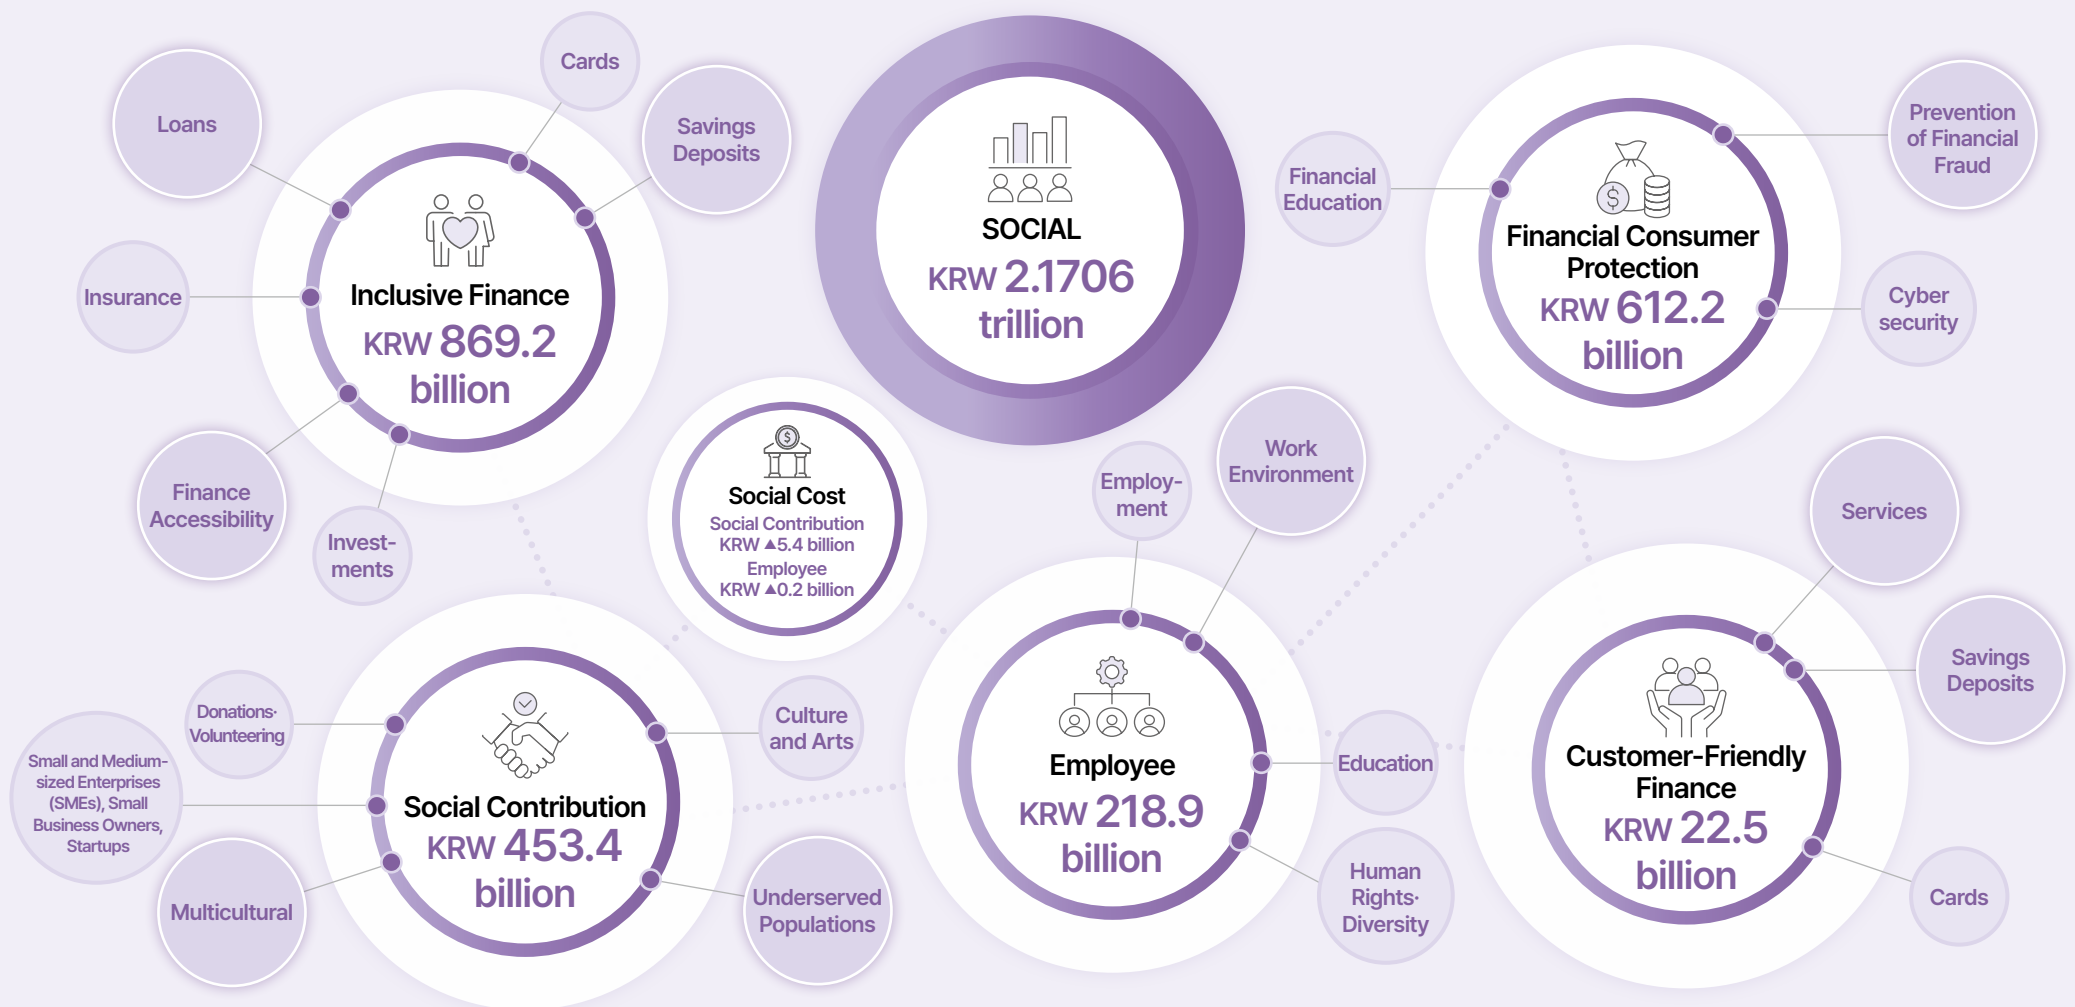 SOCIAL
KRW 2.1706
trillion
Inclusive Finance
KRW 869.2
billion
Loans
Cards
Savings
Deposits
Insurance
Finance
Accessibility
Invest-
ments
Financial Consumer
Protection
KRW 612.2
billion
Financial
Education
Prevention
of Financial
Fraud
Cyber
security
Social Cost
Social Contribution
KRW ▲5.4 billion
Employee
KRW ▲0.2 billion
$
$
Social Contribution
KRW 453.4
billion
Donations·
Volunteering
Small and Medium-
sized Enterprises
(SMEs), Small
Business Owners,
Startups
Multicultural
Culture
and Arts
Underserved
Populations
Employee
KRW 218.9
billion
Employ-
ment
Work
Environment
Education
Human
Rights·
Diversity
Customer-Friendly
Finance
KRW 22.5
billion
Services
Savings
Deposits
Cards